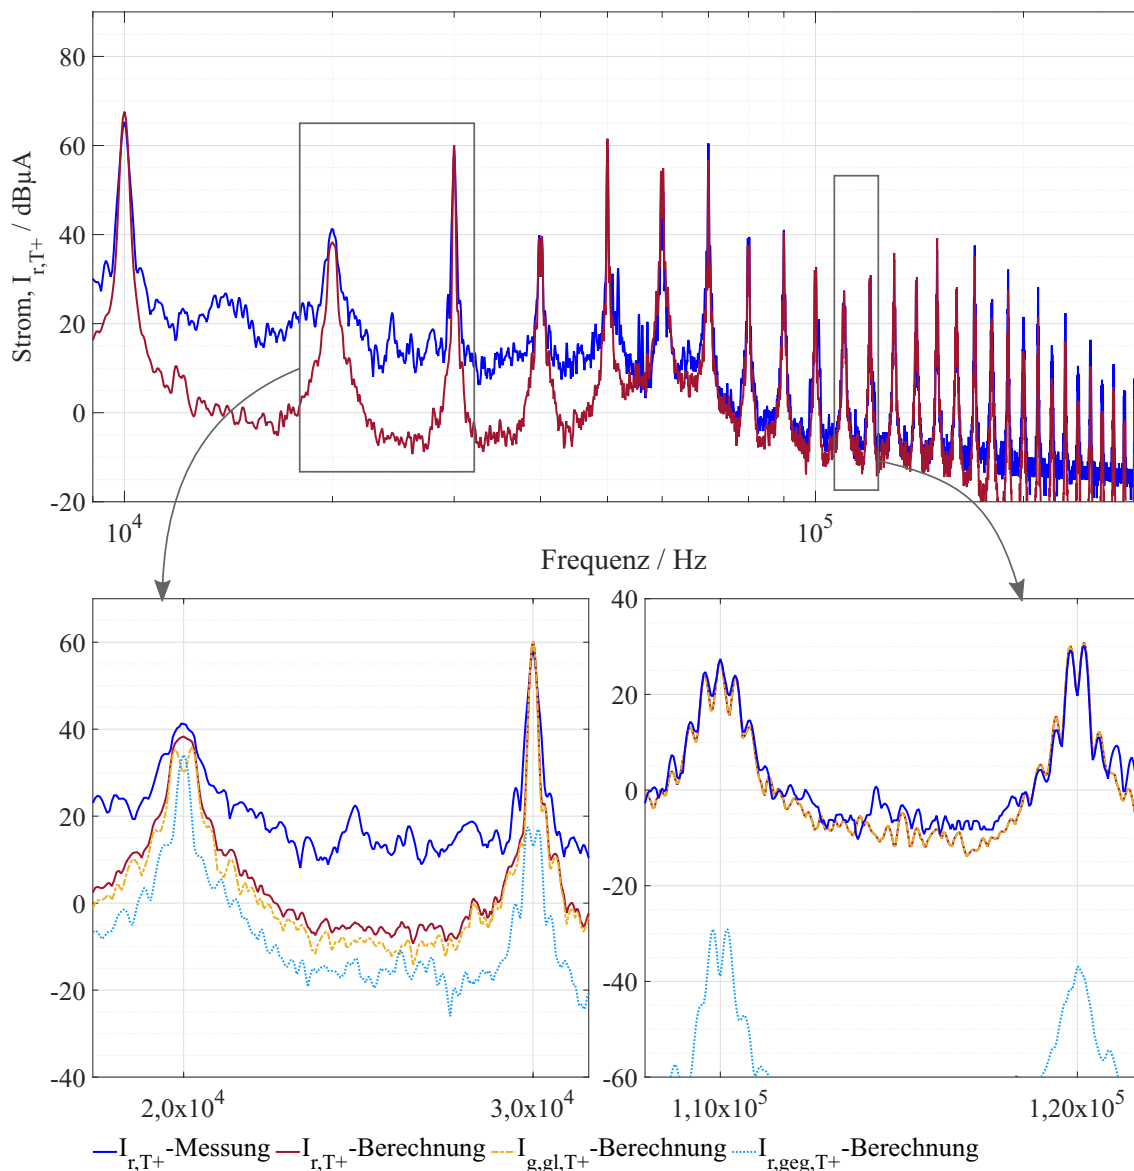 80
60
40
20
0
-20
Strom, I_r,T+ / dBµA
10^4
10^5
Frequenz / Hz
60
40
20
0
-20
-40
2,0x10^4
3,0x10^4
40
20
0
-20
-40
-60
1,10x10^5
1,20x10^5
I_r,T+-Messung I_r,T+-Berechnung I_g,gl,T+-Berechnung I_r,geg,T+-Berechnung